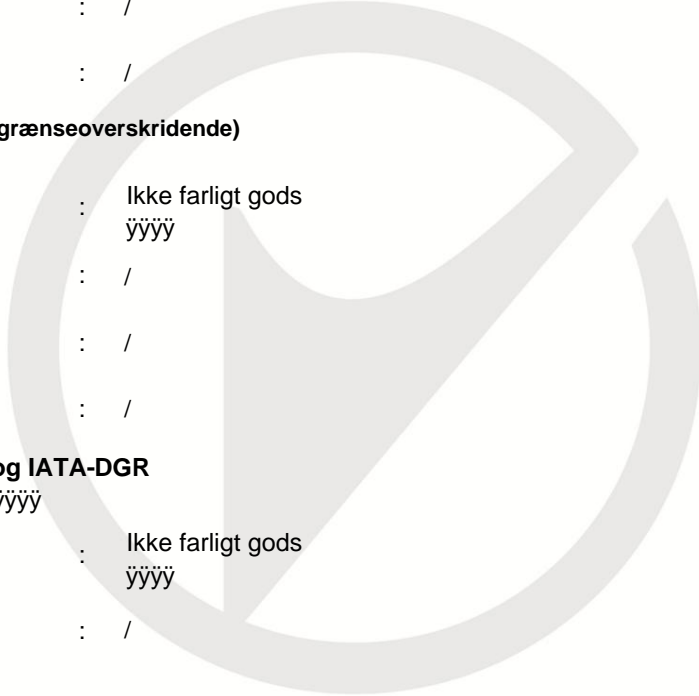 : /
: /
grænseoverskridende)
: Ikke farligt gods
ÿÿÿÿ
: /
: /
: /
og IATA-DGR
ÿÿÿÿ
: Ikke farligt gods
ÿÿÿÿ
: /